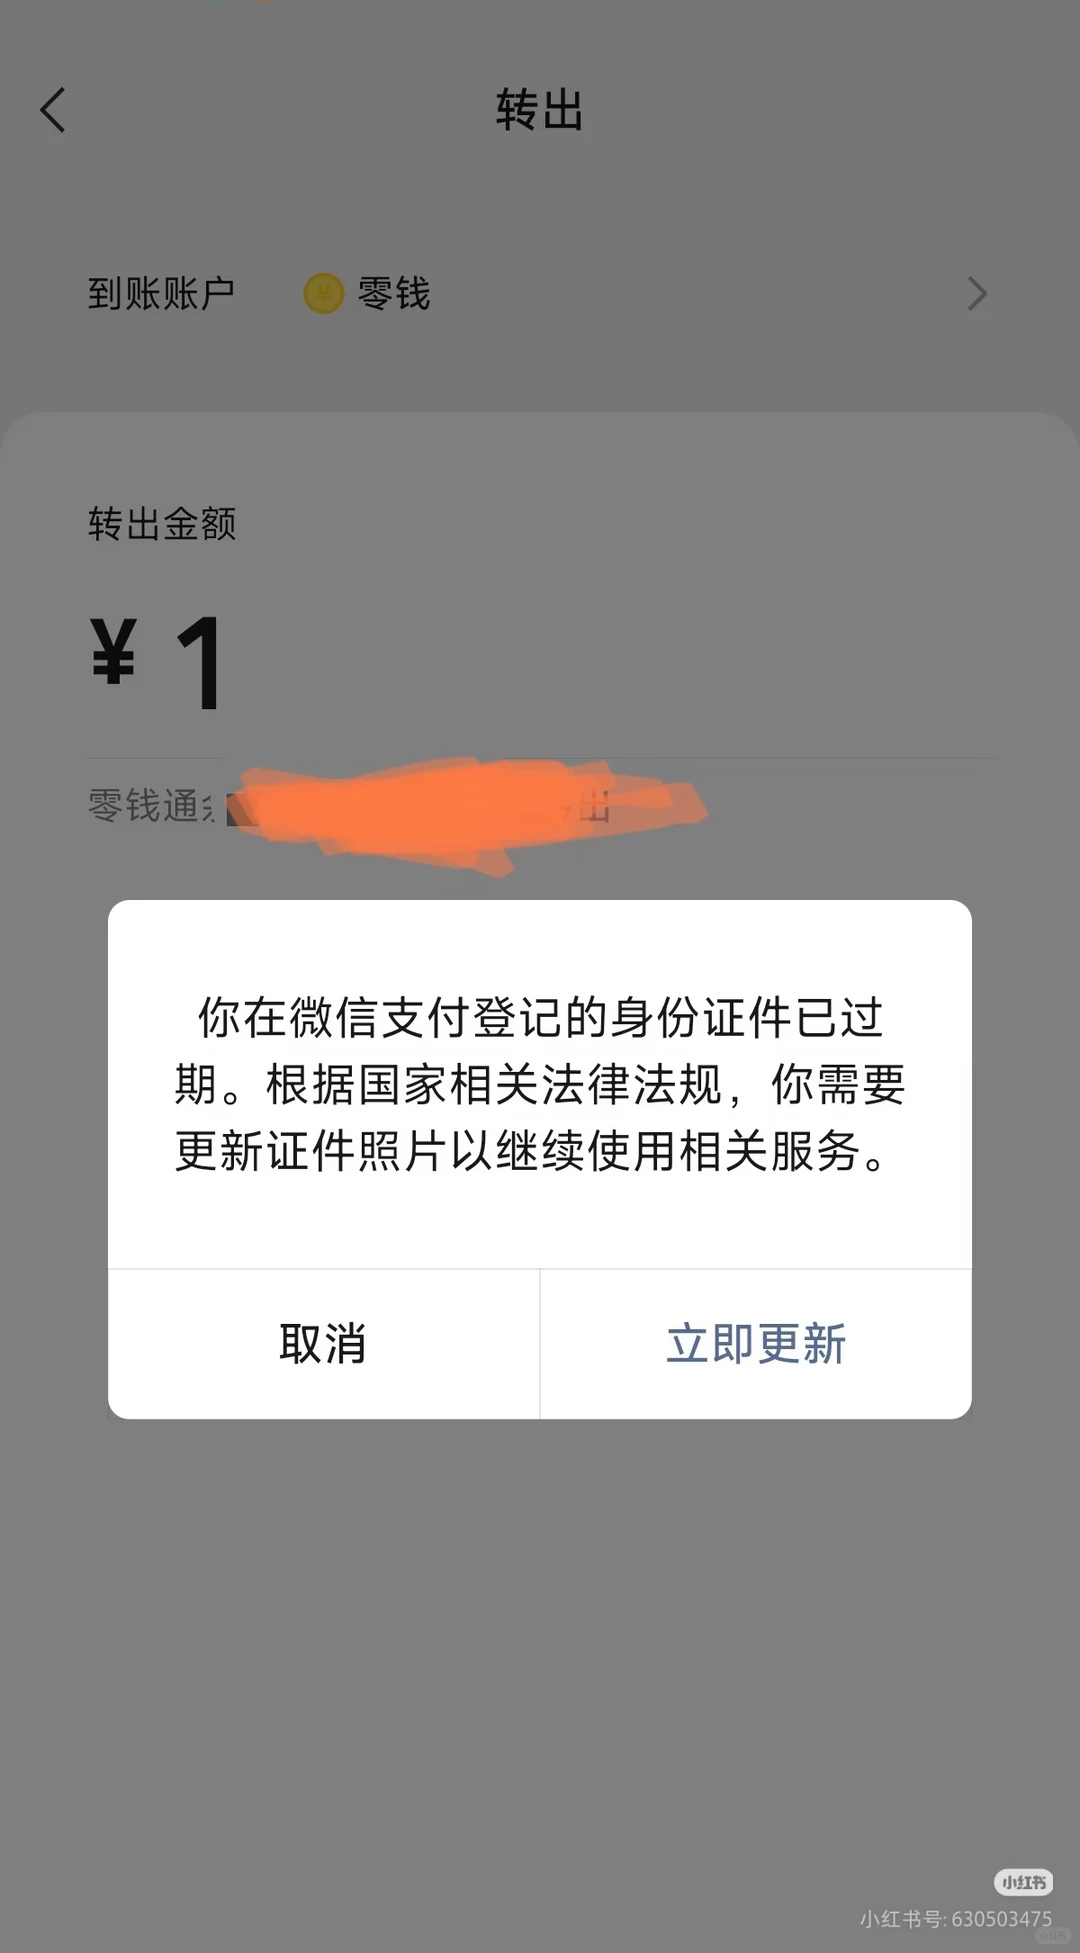 转出
到账账户 零钱
转出金额
¥ 1
零钱通 出
你在微信支付登记的身份证件已过
期。根据国家相关法律法规，你需要
更新证件照片以继续使用相关服务。
取消 立即更新
小红书
小红书号: 630503475